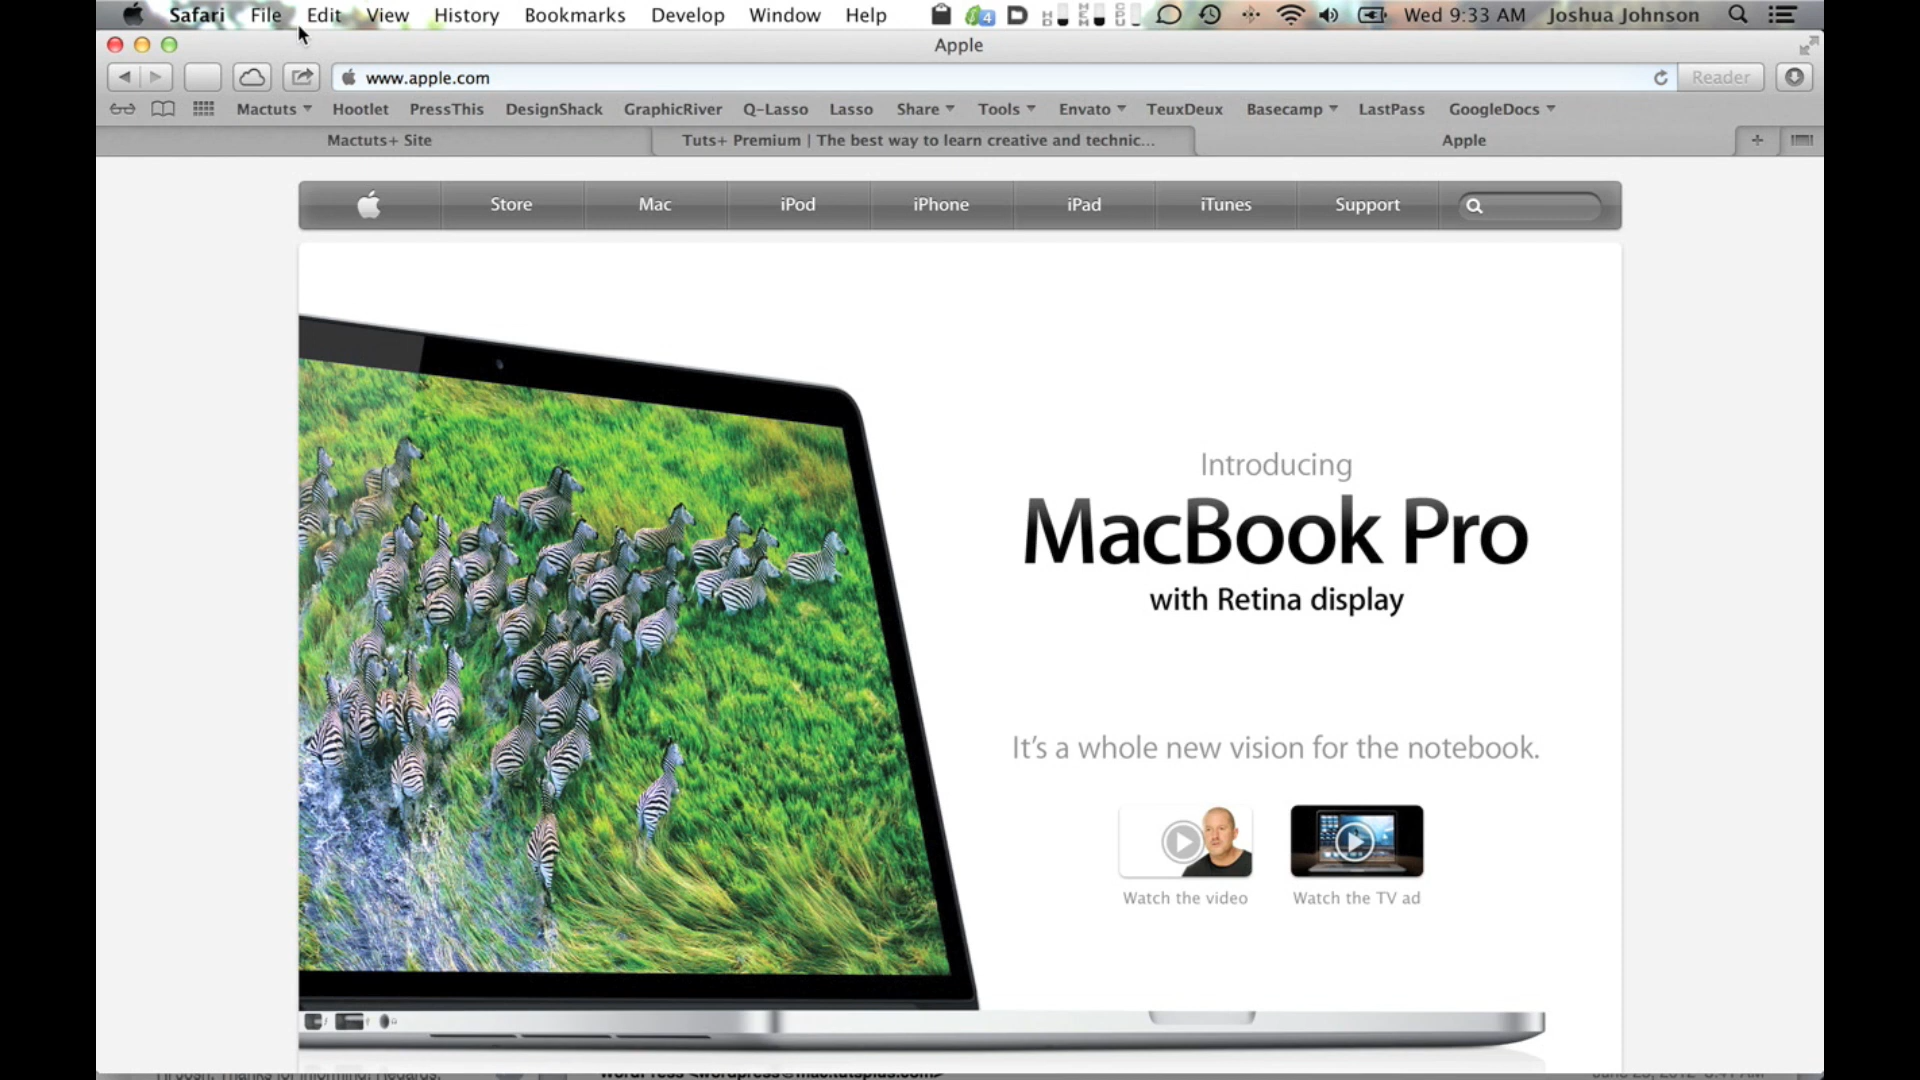 Safari File Edit View History Bookmarks Develop Window Help 4 Wed 9:33 AM Joshua Johnson
Apple
www.apple.com Reader
Mactuts Hootlet PressThis DesignShack GraphicRiver Q-Lasso Lasso Share Tools Envato TeuxDeux Basecamp LastPass GoogleDocs
Mactuts+ Site Tuts+ Premium | The best way to learn creative and technic... Apple
Store Mac iPod iPhone iPad iTunes Support
Introducing
MacBook Pro
with Retina display
It's a whole new vision for the notebook.
Watch the video Watch the TV ad